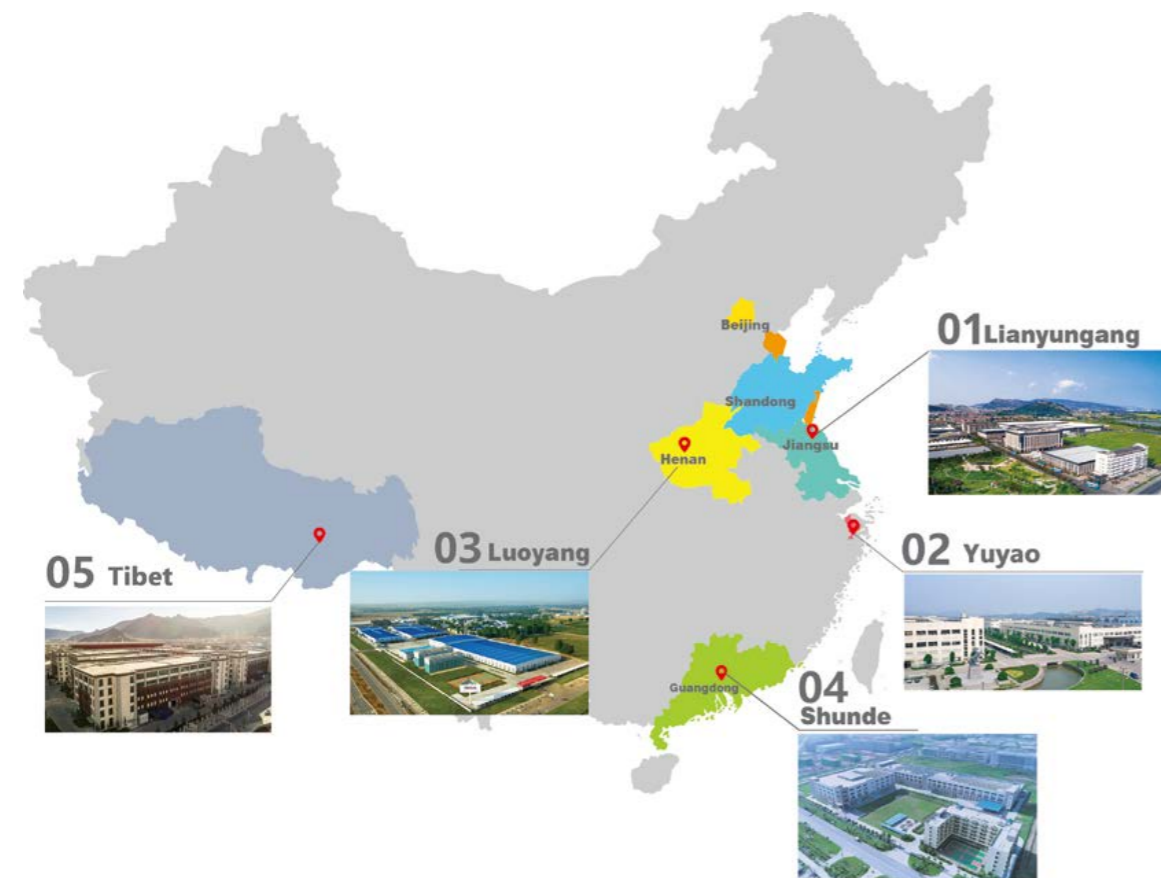 Beijing
01Lianyungang
Shandong
Jiangsu
Henan
03 Luoyang
02 Yuyao
05 Tibet
Guangdong
04
Shunde